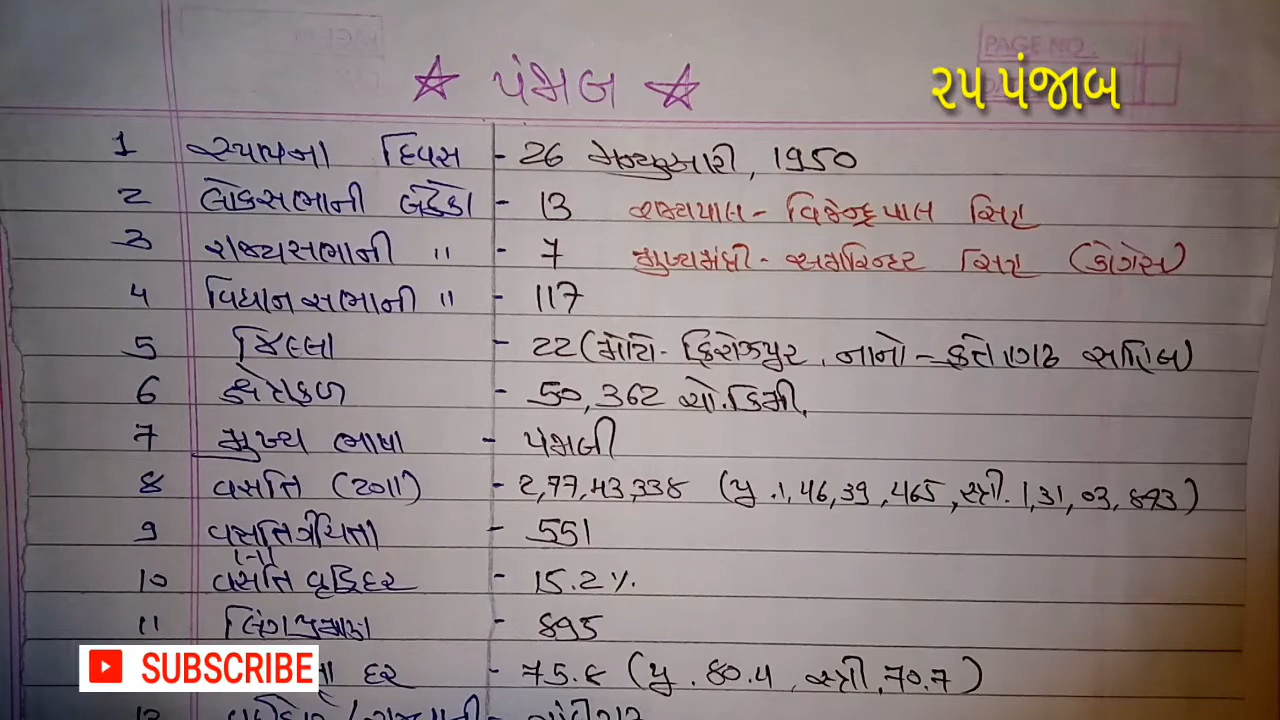 PAGE NO.
૨૫ પંજાબ
☆ પંજાબ ☆
1 સ્થાપના દિવસ - 26 જાન્યુઆરી, 1950
2 લોકસભાની બેઠકો - 13 રાજ્યપાલ - વિજેન્દ્રપાલ સિંહ
3 રાજ્યસભાની " - 7 મુખ્યમંત્રી - અમરિન્દર સિંહ (કોંગ્રેસ)
4 વિધાનસભાની " - 117
5 જિલ્લા - 22 (મોટો - ફિરોઝપુર, નાનો - ફતેહગઢ સાહિબ)
6 ક્ષેત્રફળ - 50,362 ચો.કિમી.
7 મુખ્ય ભાષા - પંજાબી
8 વસતિ (2011) - 2,77,43,338 (પુ.1,46,39,465, સ્ત્રી.1,31,03,873)
9 વસતિગીચતા - 551
10 વસતિ વૃદ્ધિદર - 15.2%.
11 લિંગપ્રમાણ - 895
SUBSCRIBE દર - 75.8 (પુ.80.4, સ્ત્રી.70.7)